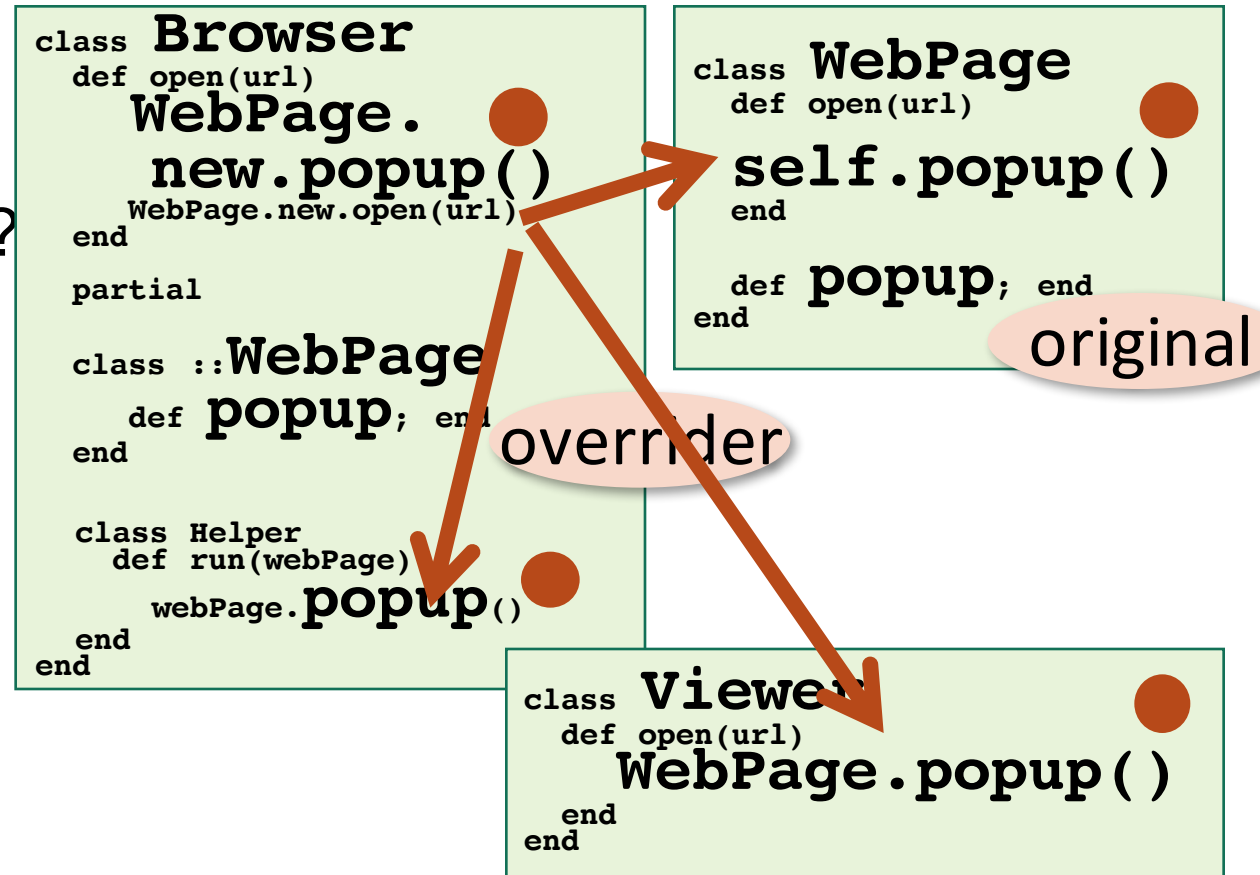 ?
class Browser
def open(url)
WebPage.
new.popup()
WebPage.new.open(url)
end
partial
class ::WebPage
def popup; end
end
class Helper
def run(webPage)
webPage.popup()
end
end
overrider
class WebPage
def open(url)
self.popup()
end
def popup; end
end
original
class Viewer
def open(url)
WebPage.popup()
end
end